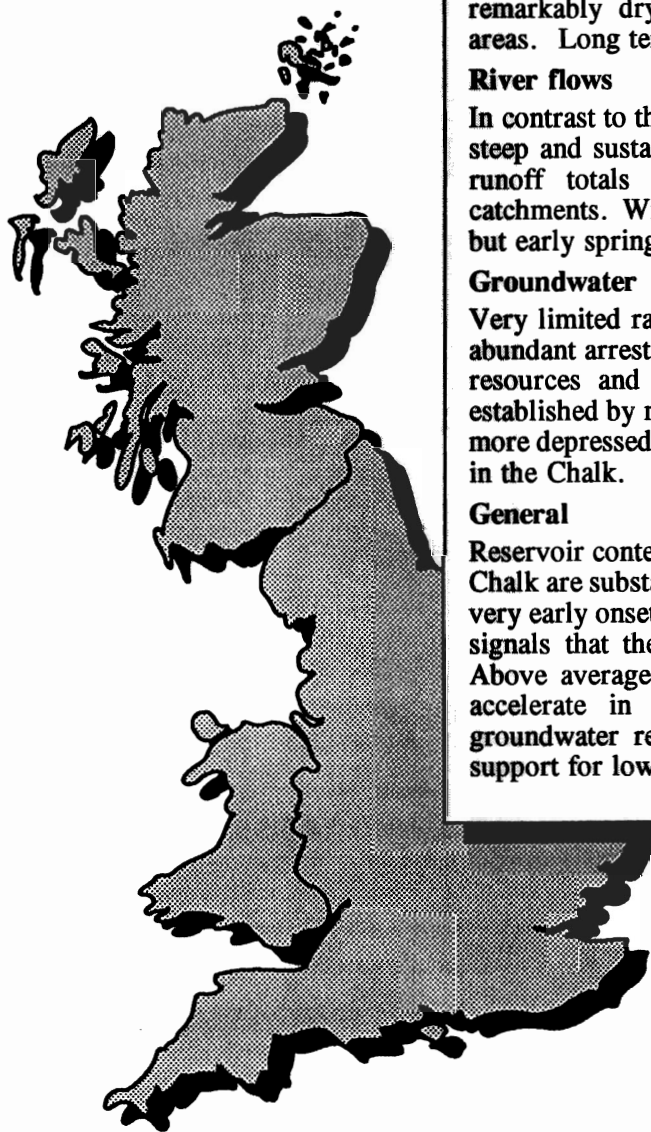 remarkably dry
areas. Long te
River flows
In contrast to th
steep and susta
runoff totals
catchments. W
but early spring
Groundwater
Very limited ra
abundant arrest
resources and
established by r
more depressed
in the Chalk.
General
Reservoir conte
Chalk are subst
very early onset
signals that the
Above average
accelerate in
groundwater re
support for low